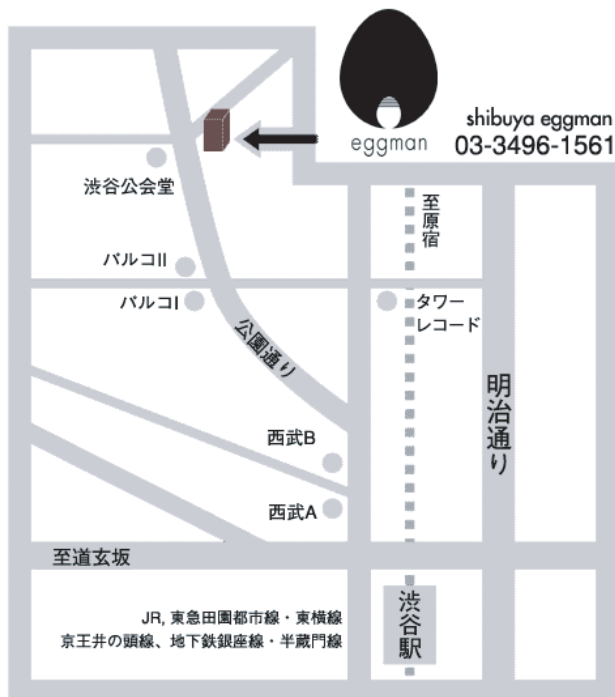 eggman
shibuya eggman
03-3496-1561
渋谷公会堂
至原宿
パルコII
パルコI
タワー
レコード
公園通り
明治通り
西武B
西武A
至道玄坂
JR, 東急田園都市線・東横線
京王井の頭線、地下鉄銀座線・半蔵門線
渋谷駅